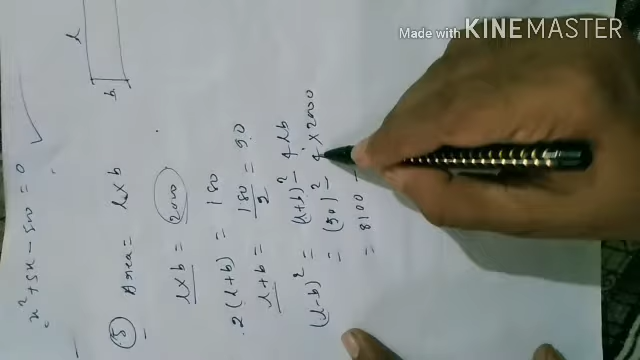 x² + 5x - 500 = 0
l
b
(5) Area = l x b
l x b = 2000
2(l+b) = 180
l+b = 180/2 = 90
(l-b)² = (l+b)² - 4lb
= (90)² - 4 x 2000
= 8100 -
Made with KINEMASTER